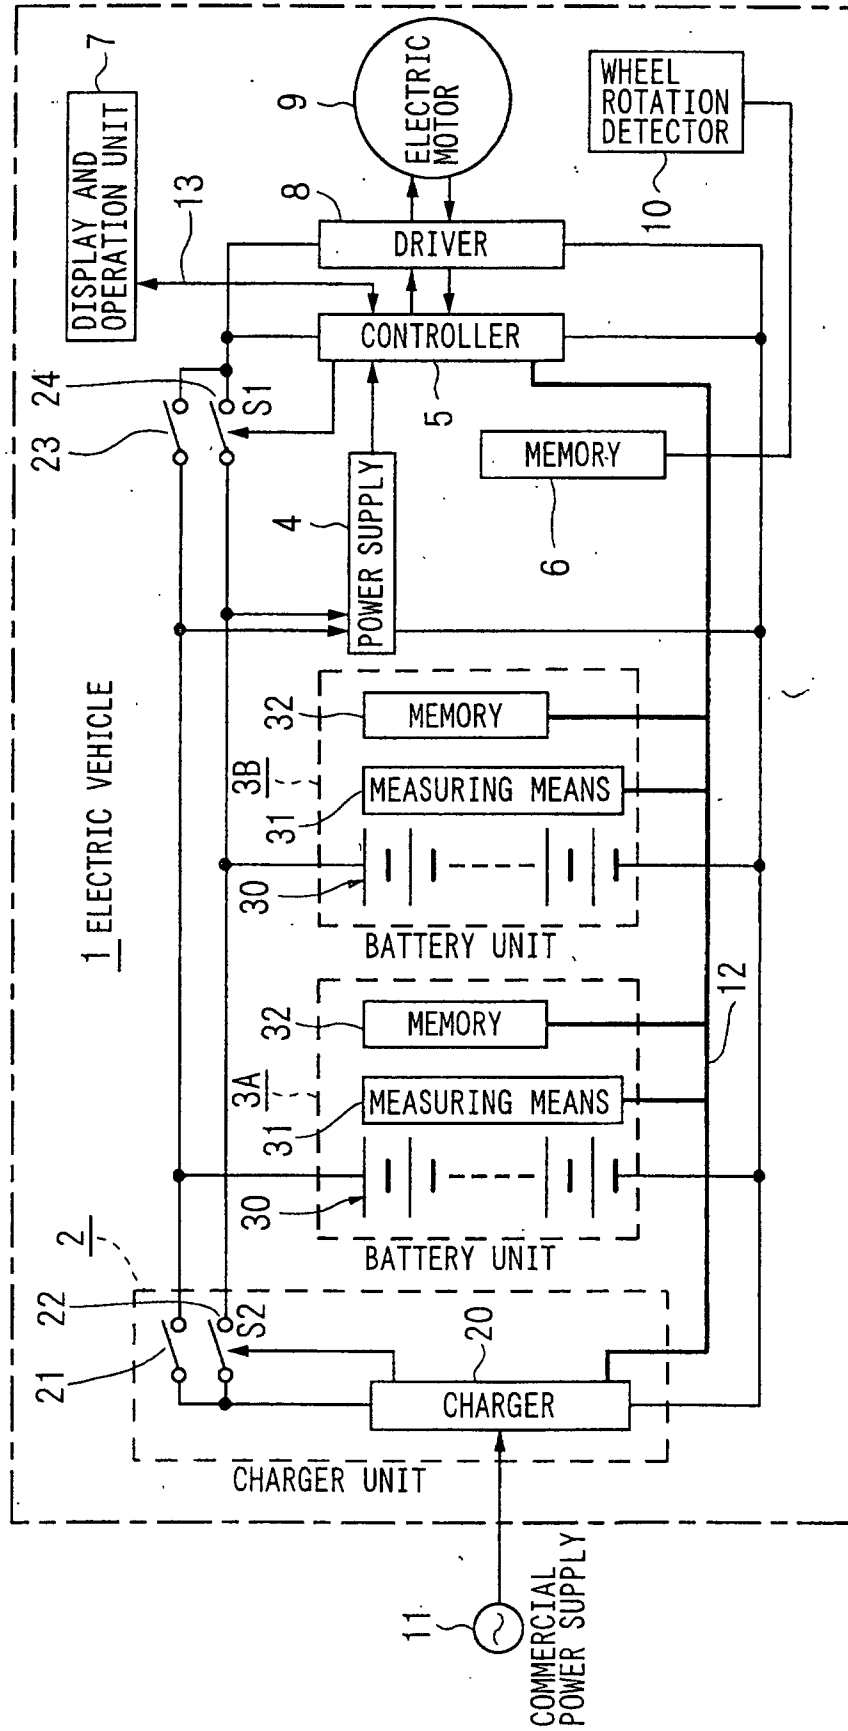 1 ELECTRIC VEHICLE
COMMERCIAL
POWER SUPPLY
11
CHARGER UNIT
2
21
22
S2
CHARGER
20
BATTERY UNIT
3A
30
31
MEASURING MEANS
32
MEMORY
BATTERY UNIT
3B
30
31
MEASURING MEANS
32
MEMORY
12
4
POWER SUPPLY
6
MEMORY
23
24
S1
5
CONTROLLER
8
DRIVER
13
DISPLAY AND
OPERATION UNIT
7
9
ELECTRIC
MOTOR
10
WHEEL
ROTATION
DETECTOR